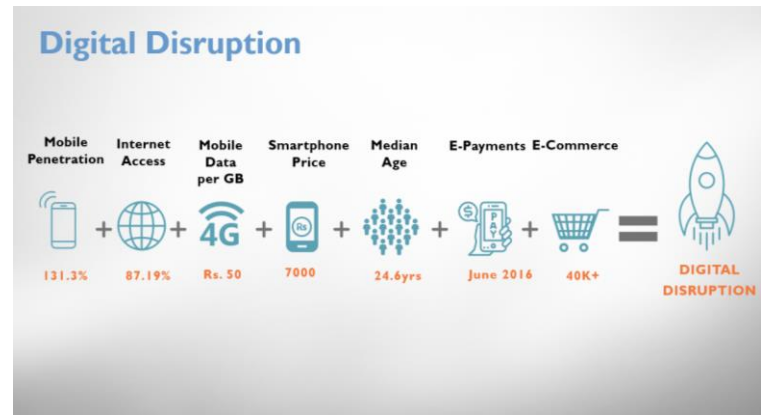 Digital Disruption
Mobile
Penetration
Internet
Access
Mobile
Data
per GB
Smartphone
Price
Median
Age
E-Payments
E-Commerce
4G
Rs
$
PAY
131.3%
87.19%
Rs. 50
7000
24.6yrs
June 2016
40K+
DIGITAL
DISRUPTION